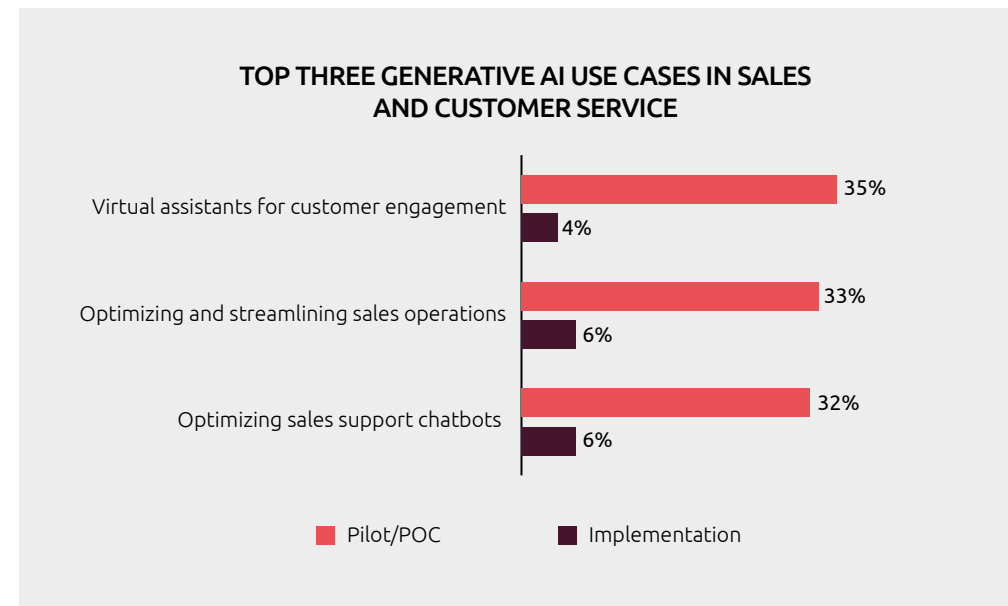 TOP THREE GENERATIVE AI USE CASES IN SALES
AND CUSTOMER SERVICE
Virtual assistants for customer engagement
35%
4%
Optimizing and streamlining sales operations
33%
6%
Optimizing sales support chatbots
32%
6%
Pilot/POC
Implementation